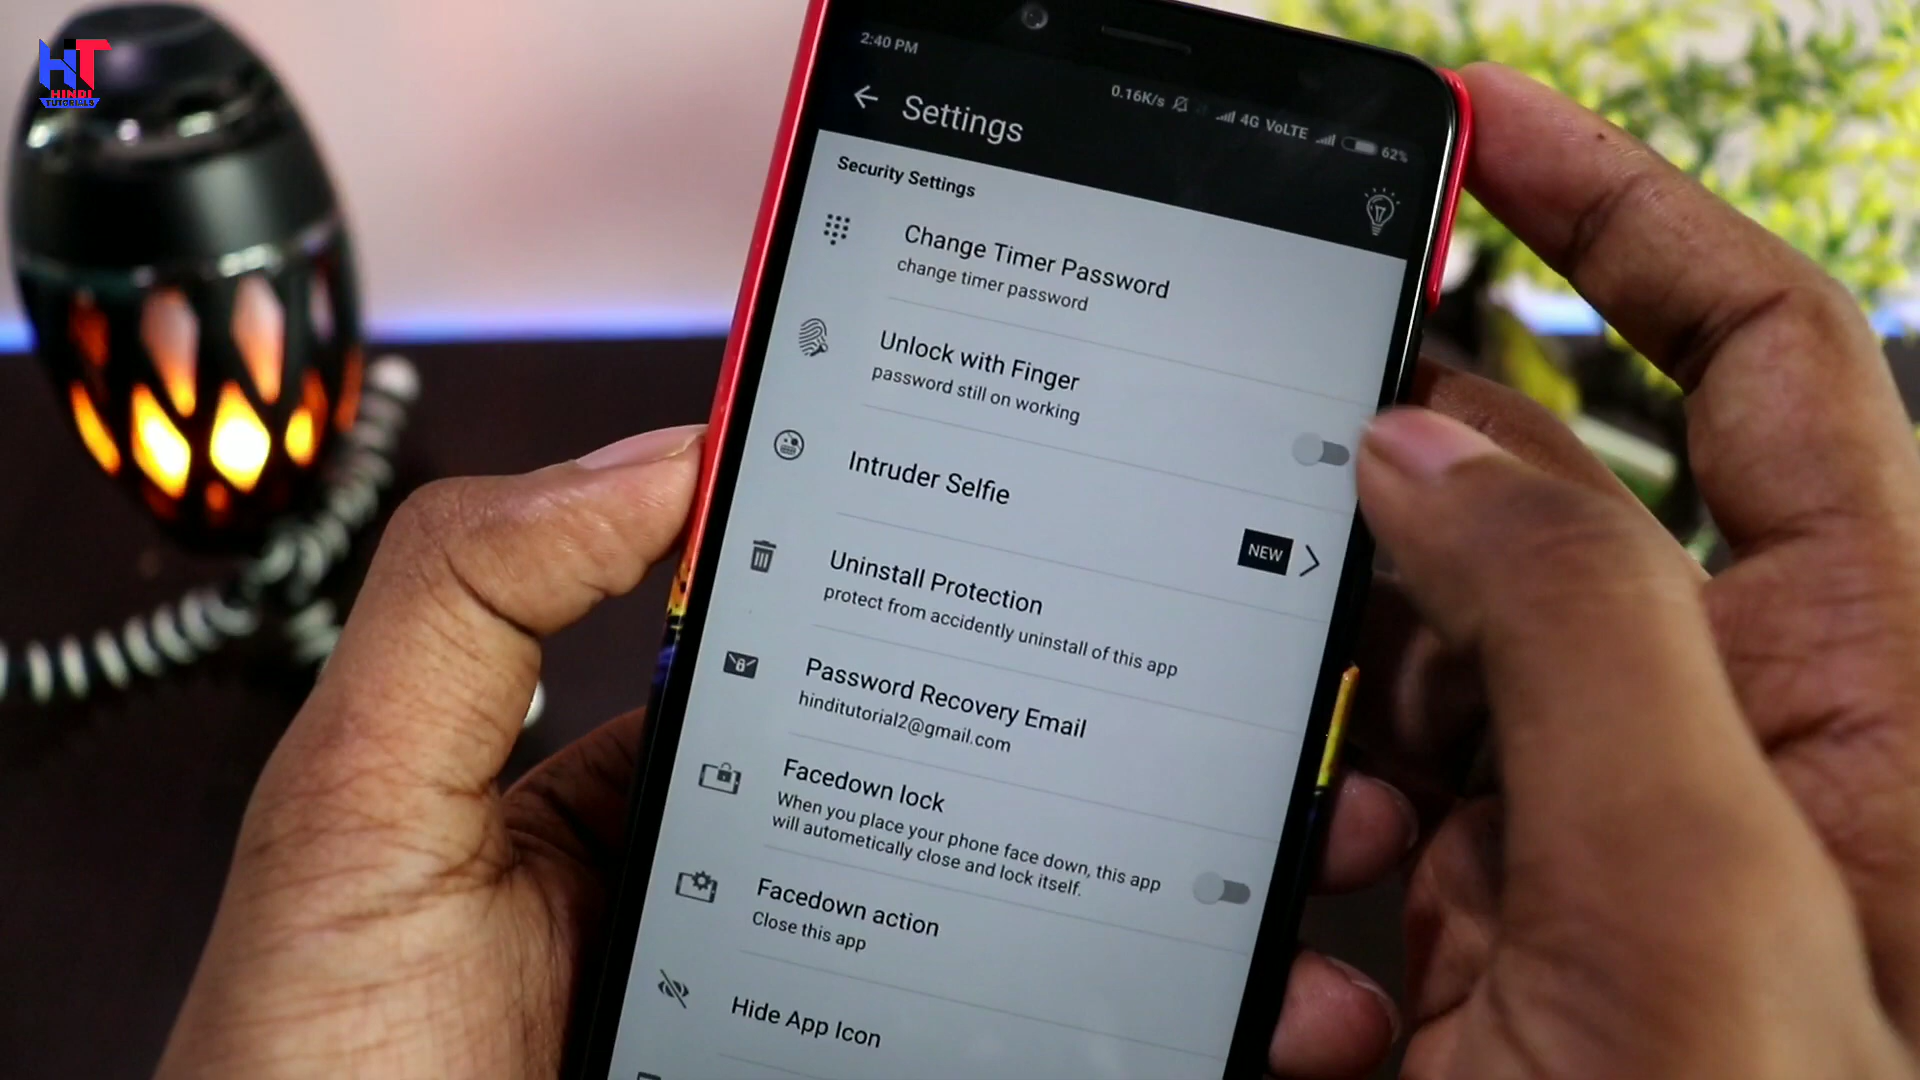 HT
HINDI
TUTORIALS
2:40 PM
0.16K/s 4G VoLTE 62%
Settings
Security Settings
Change Timer Password
change timer password
Unlock with Finger
password still on working
Intruder Selfie
NEW
Uninstall Protection
protect from accidently uninstall of this app
Password Recovery Email
hinditutorial2@gmail.com
Facedown lock
When you place your phone face down, this app
will autometically close and lock itself.
Facedown action
Close this app
Hide App Icon